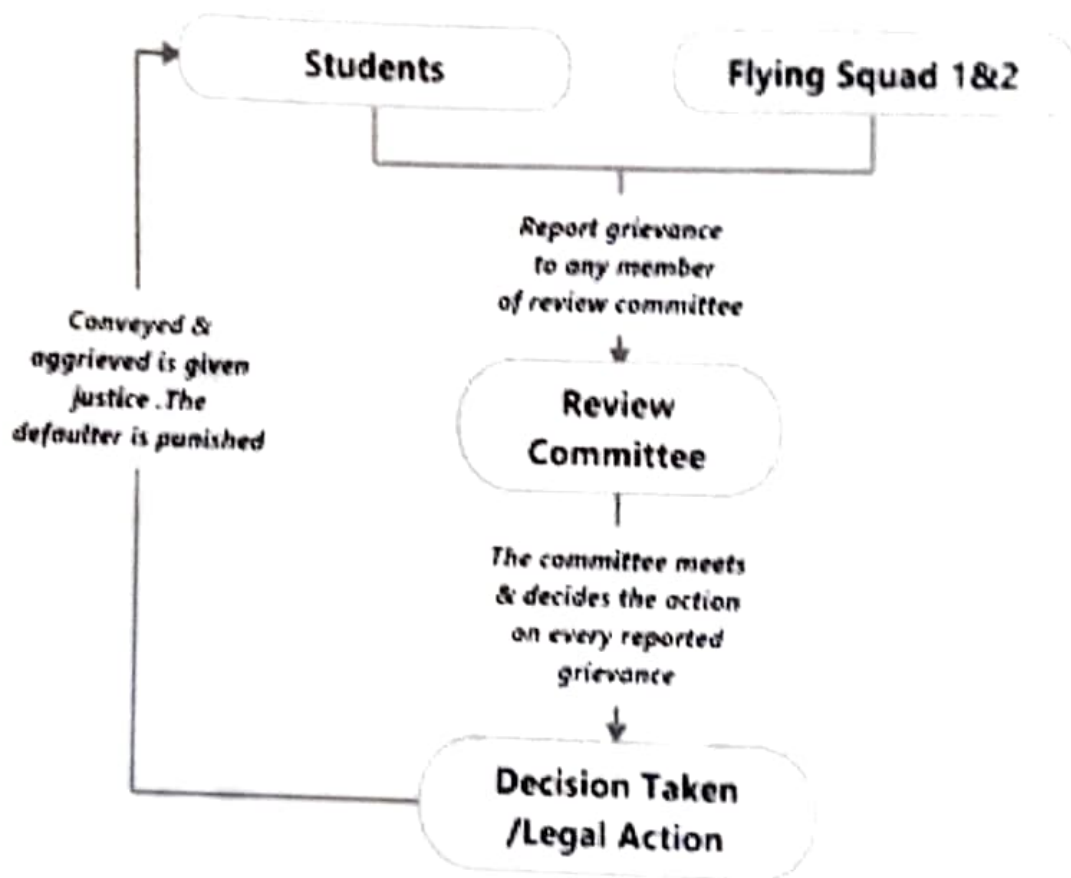 Students
Flying Squad 1&2
Report grievance
to any member
of review committee
Conveyed &
aggrieved is given
justice .The
defaulter is punished
Review
Committee
The committee meets
& decides the action
on every reported
grievance
Decision Taken
/Legal Action